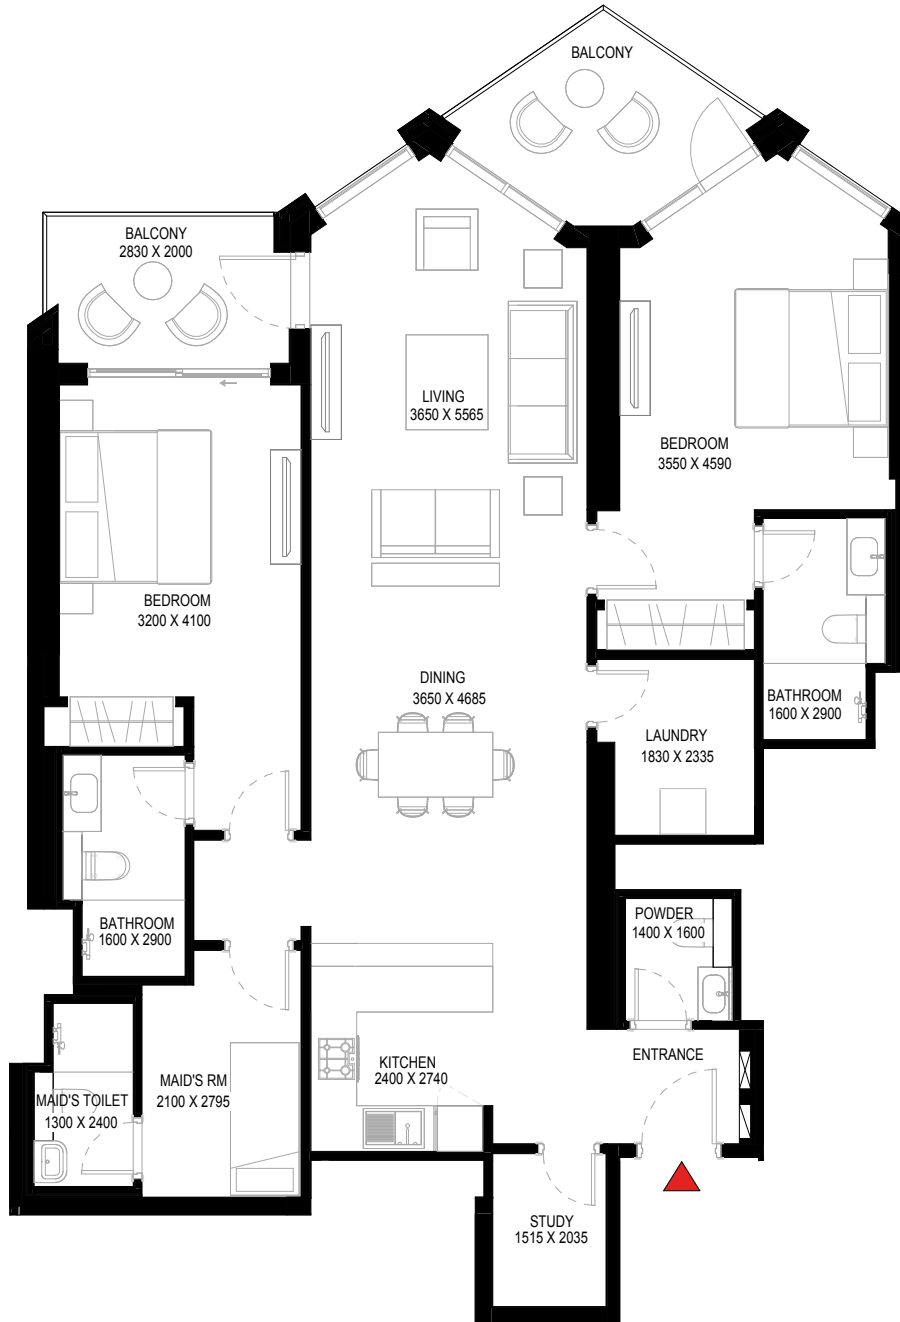 BALCONY
BALCONY
2830 X 2000
LIVING
3650 X 5565
BEDROOM
3550 X 4590
BEDROOM
3200 X 4100
DINING
3650 X 4685
BATHROOM
1600 X 2900
LAUNDRY
1830 X 2335
POWDER
1400 X 1600
BATHROOM
1600 X 2900
ENTRANCE
KITCHEN
2400 X 2740
MAID'S RM
2100 X 2795
MAID'S TOILET
1300 X 2400
STUDY
1515 X 2035